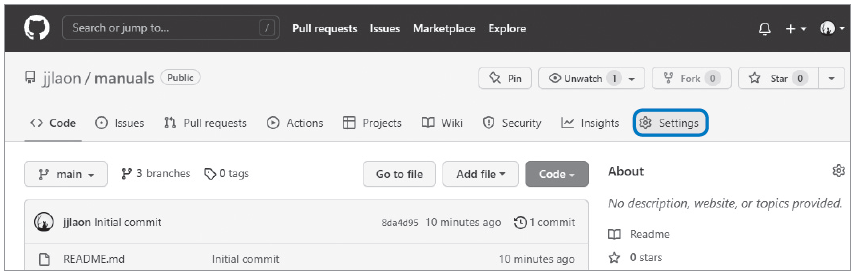 Search or jump to... / Pull requests Issues Marketplace Explore
jjlaon / manuals Public Pin Unwatch 1 Fork 0 Star 0
Code Issues Pull requests Actions Projects Wiki Security Insights Settings
main 3 branches 0 tags Go to file Add file Code About
No description, website, or topics provided.
jjlaon Initial commit 8da4d95 10 minutes ago 1 commit
Readme
README.md Initial commit 10 minutes ago
0 stars